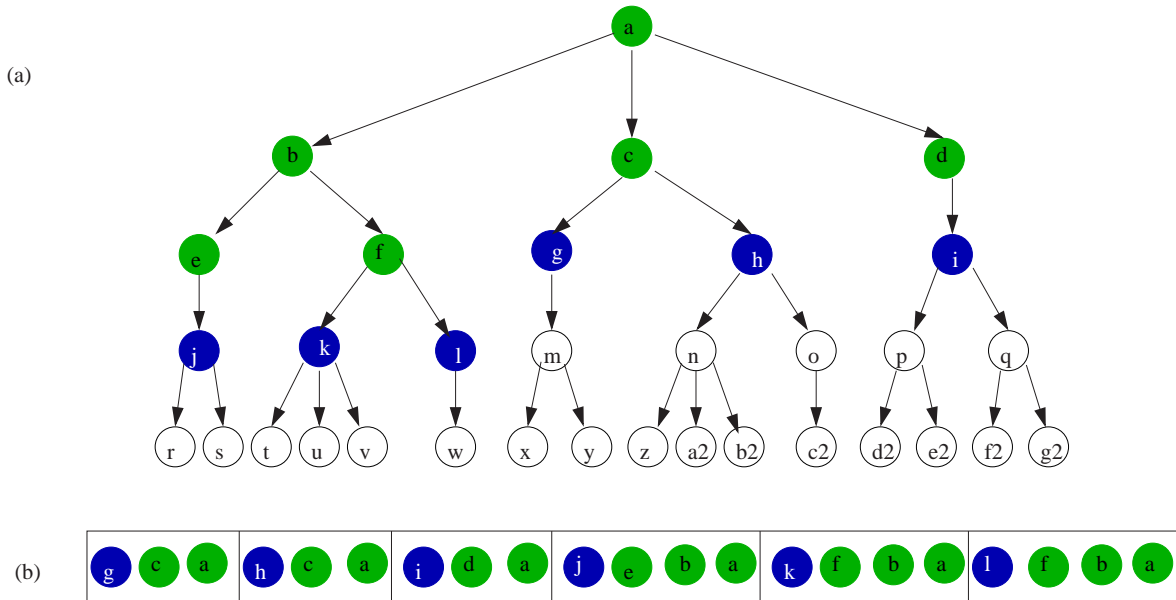 a
(a)
b c d
e f g h i
j k l m n o p q
r s t u v w x y z a2 b2 c2 d2 e2 f2 g2
(b) g c a h c a i d a j e b a k f b a l f b a